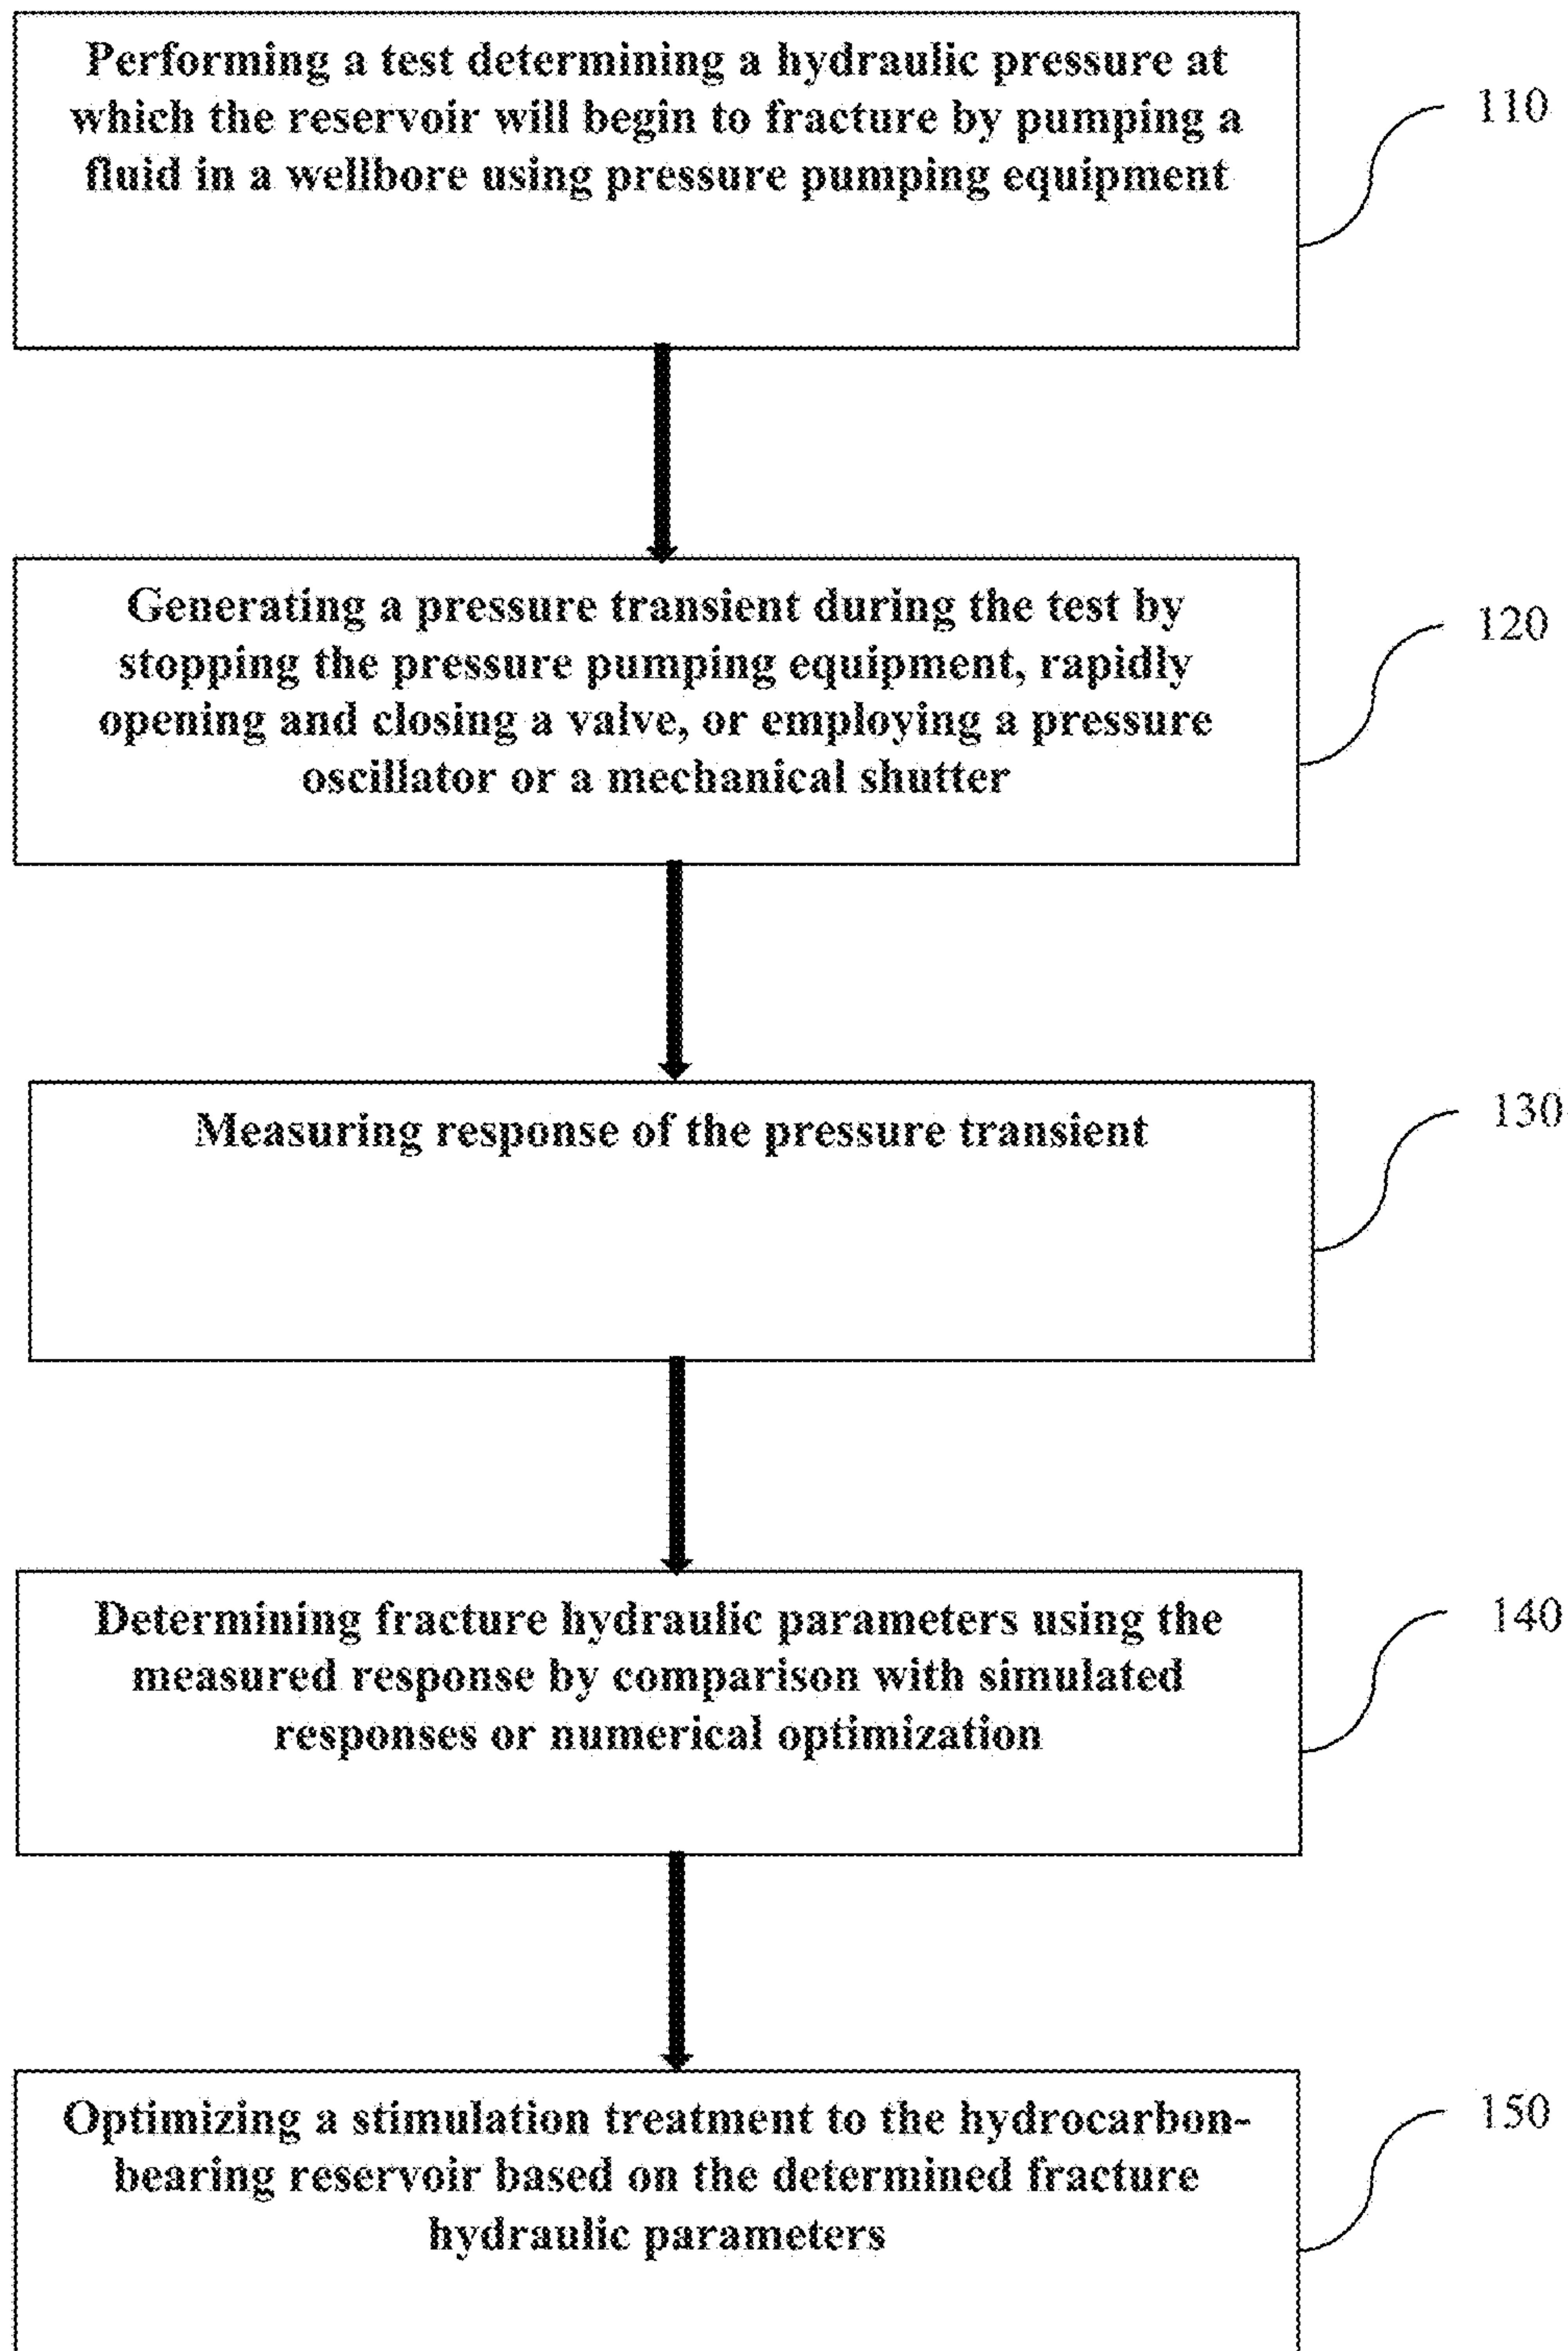 Performing a test determining a hydraulic pressure at
which the reservoir will begin to fracture by pumping a
fluid in a wellbore using pressure pumping equipment
110
Generating a pressure transient during the test by
stopping the pressure pumping equipment, rapidly
opening and closing a valve, or employing a pressure
oscillator or a mechanical shutter
120
Measuring response of the pressure transient
130
Determining fracture hydraulic parameters using the
measured response by comparison with simulated
responses or numerical optimization
140
Optimizing a stimulation treatment to the hydrocarbon-
bearing reservoir based on the determined fracture
hydraulic parameters
150